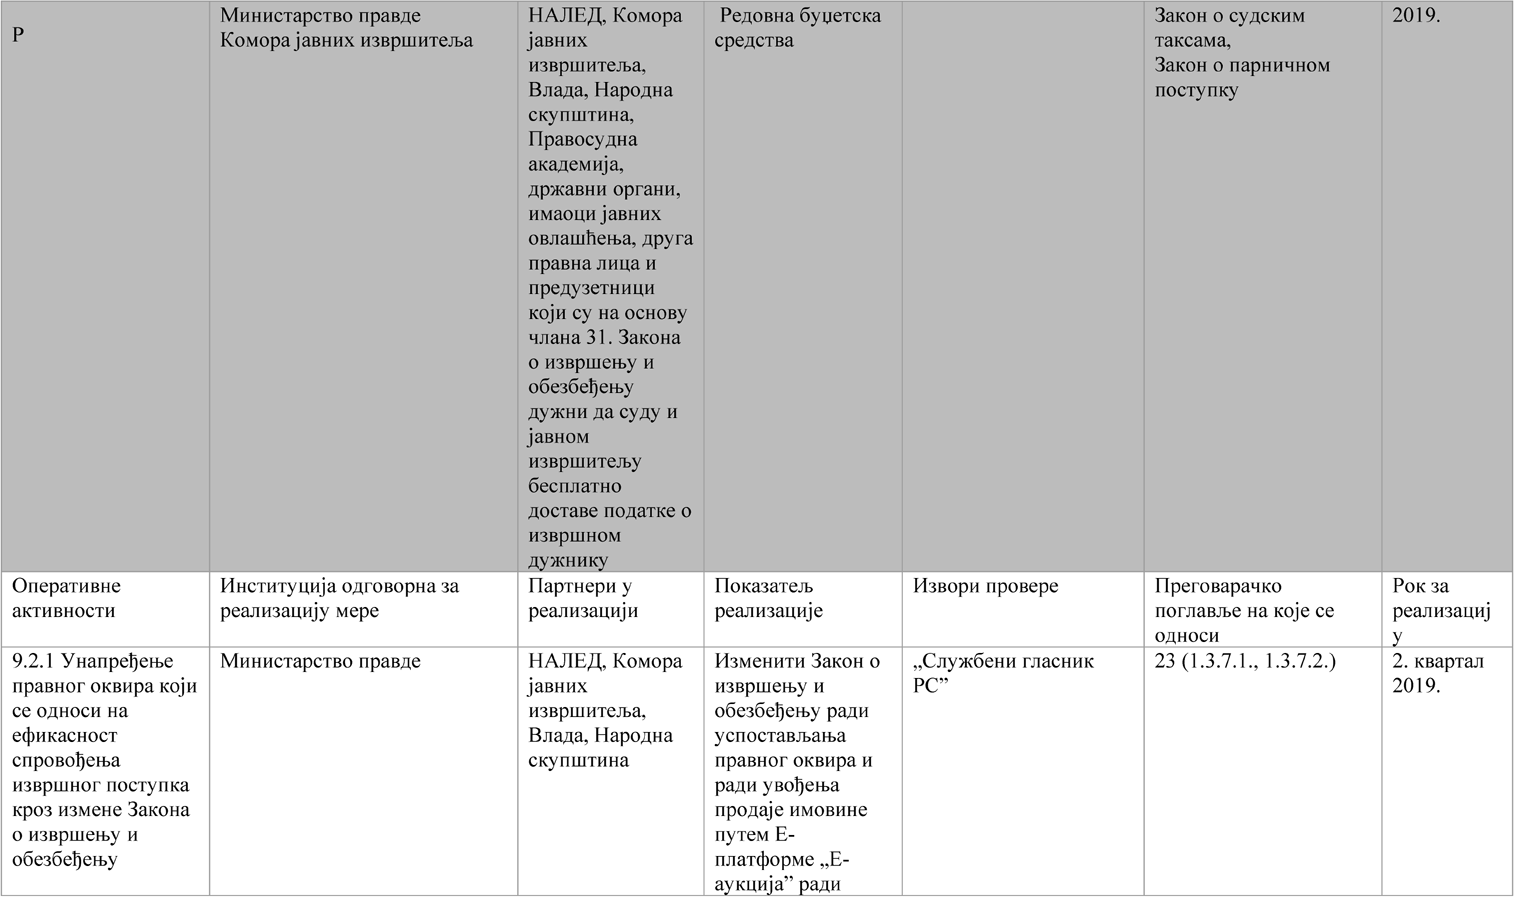 Р
Министарство правде
Комора јавних извршитеља
НАЛЕД, Комора
јавних
извршитеља,
Влада, Народна
скупштина,
Правосудна
академија,
државни органи,
имаоци јавних
овлашћења, друга
правна лица и
предузетници
који су на основу
члана 31. Закона
о извршењу и
обезбеђењу
дужни да суду и
јавном
извршитељу
бесплатно
доставе податке о
извршном
дужнику
Редовна буџетска
средства
Закон о судским
таксама,
Закон о парничном
поступку
2019.
Оперативне
активности
Институција одговорна за
реализацију мере
Партнери у
реализацији
Показатељ
реализације
Извори провере
Преговарачко
поглавље на које се
односи
Рок за
реализациј
у
9.2.1 Унапређење
правног оквира који
се односи на
ефикасност
спровођења
извршног поступка
кроз измене Закона
о извршењу и
обезбеђењу
Министарство правде
НАЛЕД, Комора
јавних
извршитеља,
Влада, Народна
скупштина
Изменити Закон о
извршењу и
обезбеђењу ради
успостављања
правног оквира и
ради увођења
продаје имовине
путем Е-
платформе „Е-
аукција” ради
„Службени гласник
РС”
23 (1.3.7.1., 1.3.7.2.)
2. квартал
2019.